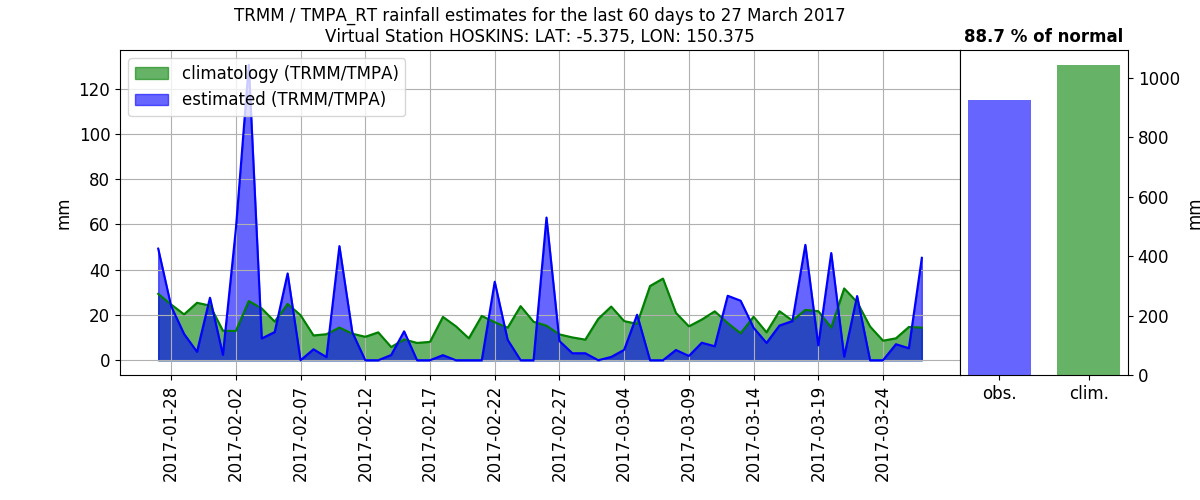 TRMM / TMPA_RT rainfall estimates for the last 60 days to 27 March 2017
Virtual Station HOSKINS: LAT: -5.375, LON: 150.375
88.7 % of normal
climatology (TRMM/TMPA)
estimated (TRMM/TMPA)
mm
120
100
80
60
40
20
0
2017-01-28
2017-02-02
2017-02-07
2017-02-12
2017-02-17
2017-02-22
2017-02-27
2017-03-04
2017-03-09
2017-03-14
2017-03-19
2017-03-24
obs.
clim.
1000
800
600
400
200
0
mm